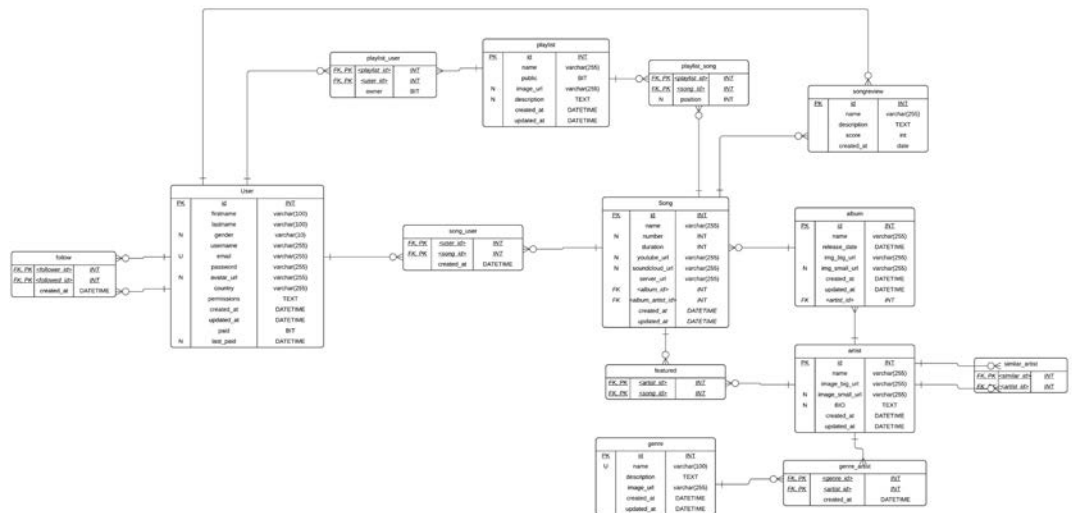 playlist_user
FK, PK <playlist_id> INT
FK, PK <user_id> INT
owner BIT
playlist
PK id INT
name varchar(255)
public BIT
N image_url varchar(255)
N description TEXT
created_at DATETIME
updated_at DATETIME
playlist_song
FK, PK <playlist_id> INT
FK, PK <song_id> INT
N position INT
songreview
PK id INT
name varchar(255)
description TEXT
score int
created_at date
follow
FK, PK <follower_id> INT
FK, PK <followed_id> INT
created_at DATETIME
User
PK id INT
firstname varchar(100)
lastname varchar(100)
N gender varchar(10)
username varchar(255)
U email varchar(255)
password varchar(255)
N avatar_url varchar(255)
country varchar(255)
permissions TEXT
created_at DATETIME
updated_at DATETIME
paid BIT
N last_paid DATETIME
song_user
FK, PK <user_id> INT
FK, PK <song_id> INT
created_at DATETIME
Song
PK id INT
name varchar(255)
N number INT
duration INT
N youtube_url varchar(255)
N soundcloud_url varchar(255)
server_url varchar(255)
FK <album_id> INT
FK <album_artist_id> INT
created_at DATETIME
updated_at DATETIME
album
PK id INT
name varchar(255)
release_date DATETIME
img_big_url varchar(255)
N img_small_url varchar(255)
created_at DATETIME
updated_at DATETIME
FK <artist_id> INT
featured
FK, PK <artist_id> INT
FK, PK <song_id> INT
artist
PK id INT
name varchar(255)
image_big_url varchar(255)
N image_small_url varchar(255)
N BIO TEXT
created_at DATETIME
updated_at DATETIME
similar_artist
FK, PK <similar_id> INT
FK, PK <artist_id> INT
genre
PK id INT
U name varchar(100)
description TEXT
image_url varchar(255)
created_at DATETIME
updated_at DATETIME
genre_artist
FK, PK <genre_id> INT
FK, PK <artist_id> INT
created_at DATETIME